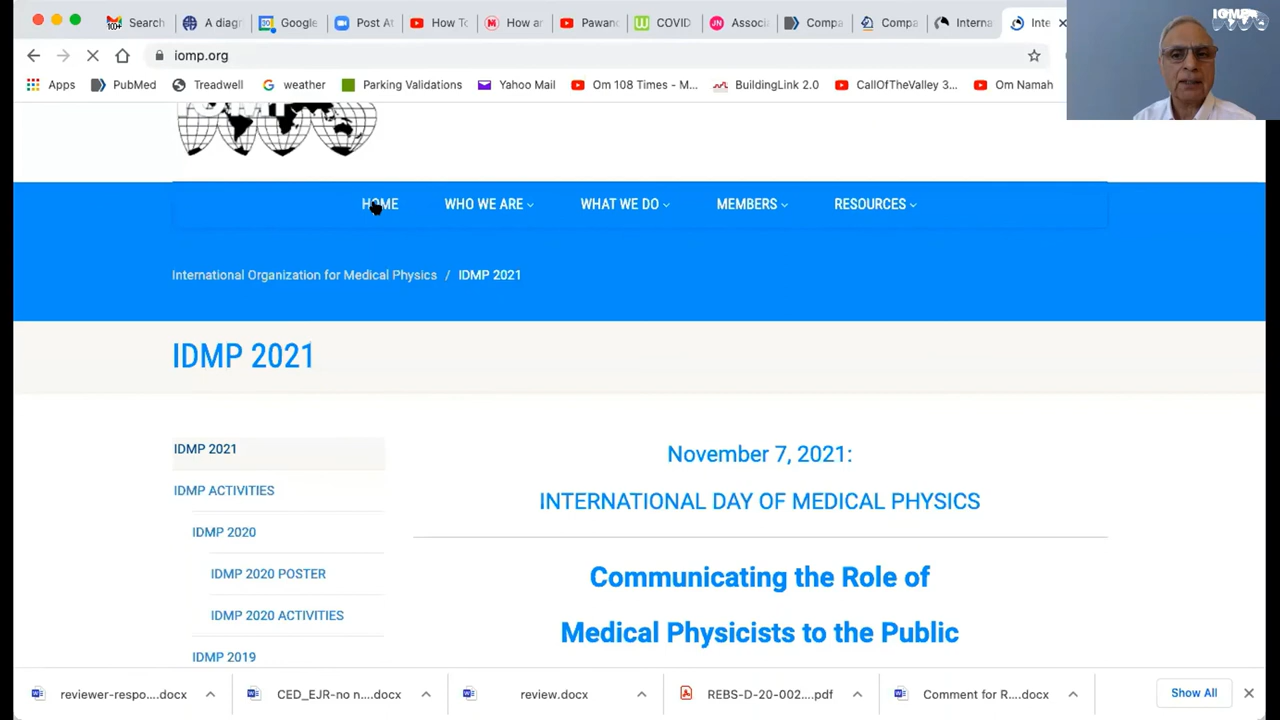 Search
A diagr
Google
Post At
How To
How ar
Pawan
COVID
Associ
Compa
Compa
Interna
Inte
iomp.org
Apps
PubMed
Treadwell
weather
Parking Validations
Yahoo Mail
Om 108 Times - M...
BuildingLink 2.0
CallOfTheValley 3...
Om Namah
IOMP
HOME
WHO WE ARE
WHAT WE DO
MEMBERS
RESOURCES
International Organization for Medical Physics / IDMP 2021
IDMP 2021
IDMP 2021
IDMP ACTIVITIES
IDMP 2020
IDMP 2020 POSTER
IDMP 2020 ACTIVITIES
IDMP 2019
November 7, 2021:
INTERNATIONAL DAY OF MEDICAL PHYSICS
Communicating the Role of
Medical Physicists to the Public
reviewer-respo....docx
CED_EJR-no n....docx
review.docx
REBS-D-20-002....pdf
Comment for R....docx
Show All